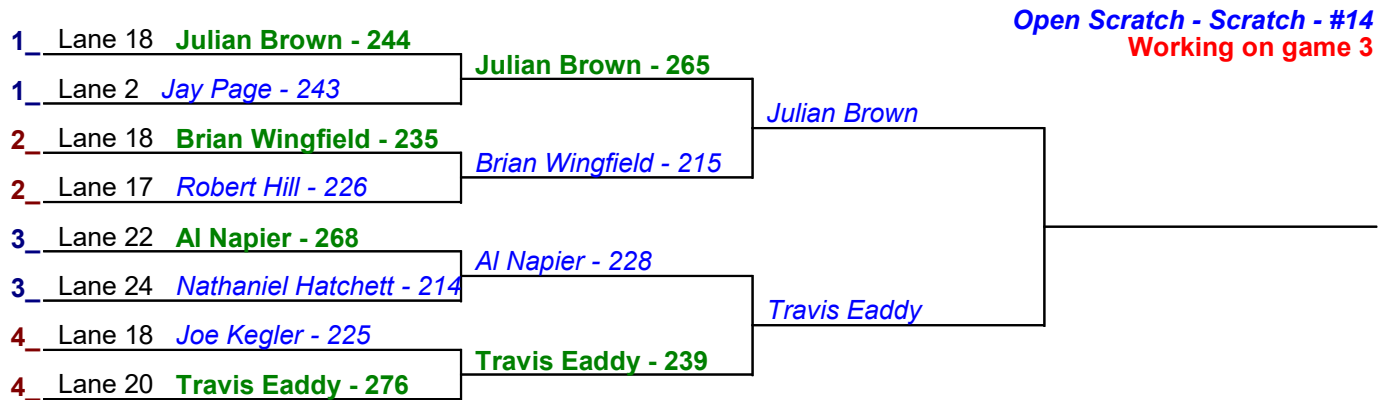 Open Scratch - Scratch - #14
Working on game 3
1_ Lane 18 Julian Brown - 244
1_ Lane 2 Jay Page - 243
2_ Lane 18 Brian Wingfield - 235
2_ Lane 17 Robert Hill - 226
3_ Lane 22 Al Napier - 268
3_ Lane 24 Nathaniel Hatchett - 214
4_ Lane 18 Joe Kegler - 225
4_ Lane 20 Travis Eaddy - 276
Julian Brown - 265
Brian Wingfield - 215
Al Napier - 228
Travis Eaddy - 239
Julian Brown
Travis Eaddy